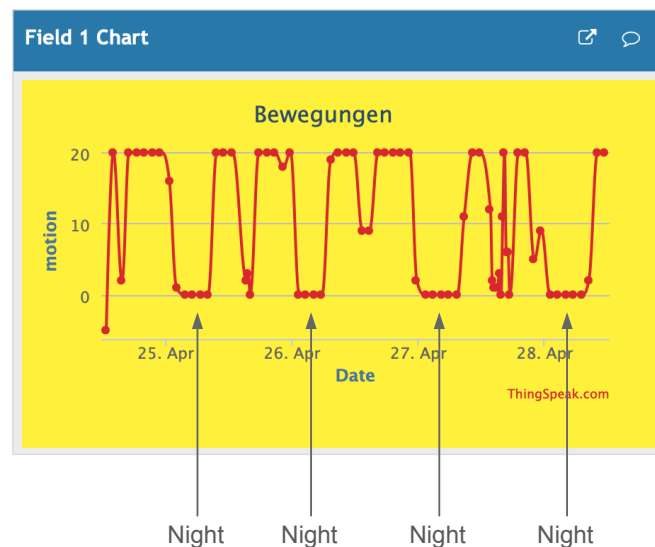 Field 1 Chart
Bewegungen
motion
20
10
0
25. Apr 26. Apr 27. Apr 28. Apr
Date
ThingSpeak.com
Night Night Night Night